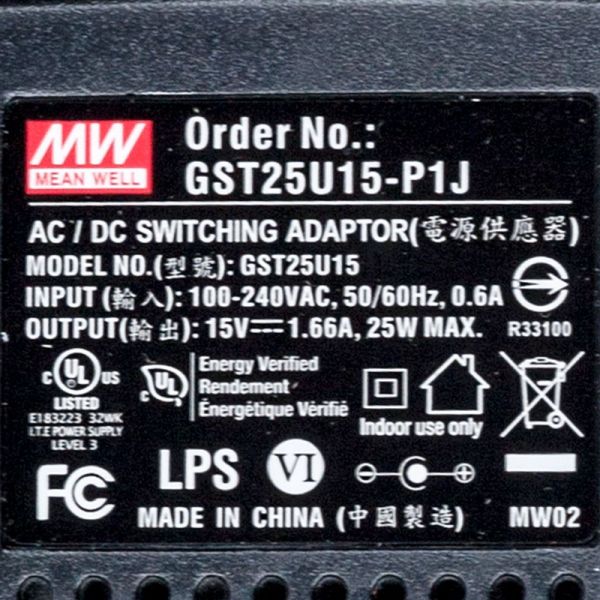 MW
MEAN WELL
Order No.:
GST25U15-P1J
AC / DC SWITCHING ADAPTOR(電源供應器)
MODEL NO.(型號): GST25U15
INPUT (輸入): 100-240VAC, 50/60Hz, 0.6A
OUTPUT(輸出): 15V⎓1.66A, 25W MAX.
R33100
c UL US
LISTED
E183223 32WK
I.T.E POWER SUPPLY
LEVEL 3
c UL
Energy Verified
Rendement
Énergétique Vérifié
Indoor use only
FC
LPS
VI
MADE IN CHINA (中國製造)
MW02